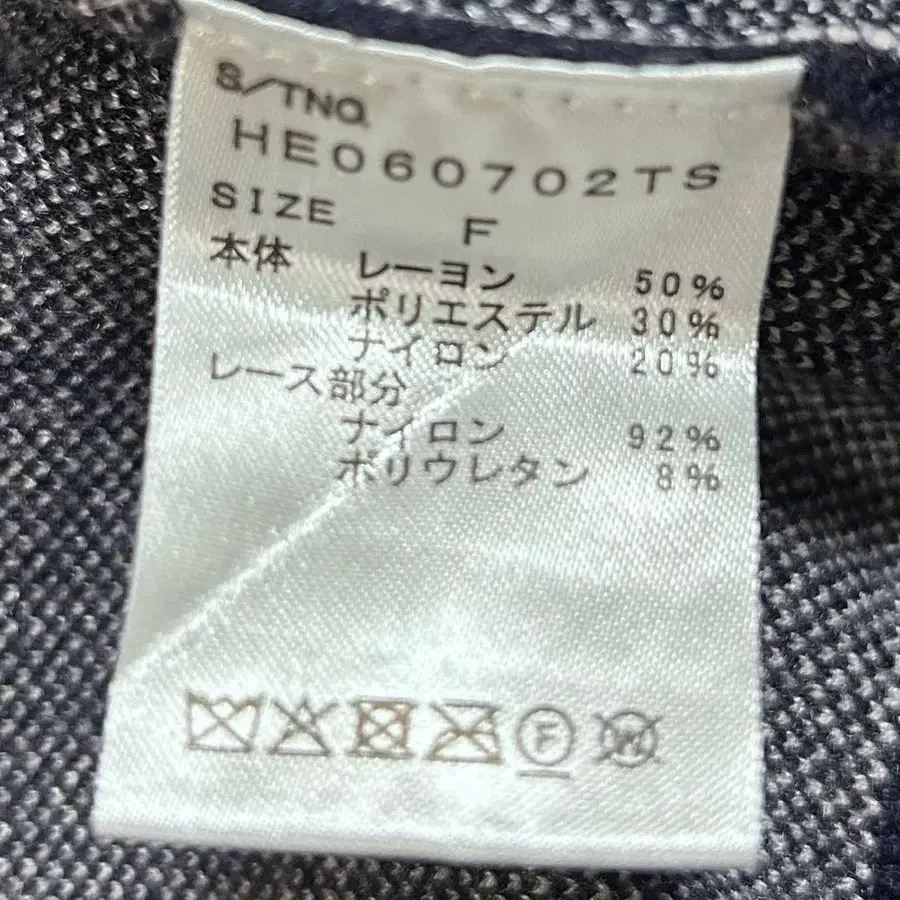 S/TNO.
HE060702TS
SIZE F
本体 レーヨン 50%
ポリエステル 30%
ナイロン 20%
レース部分
ナイロン 92%
ポリウレタン 8%
F W